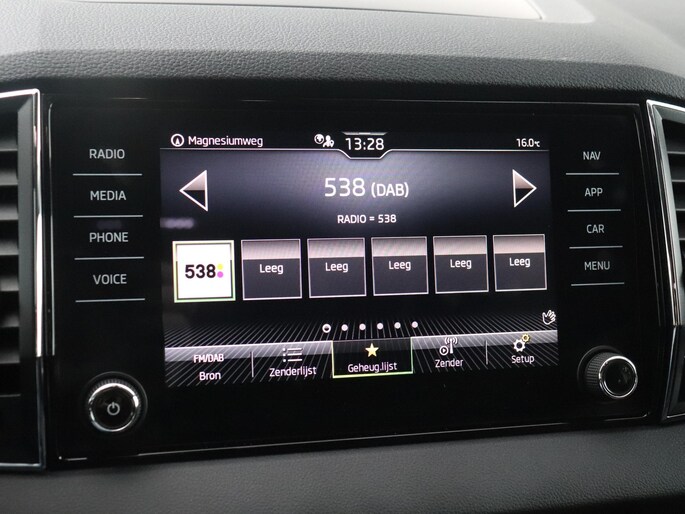 Magnesiumweg
13:28
16.0°C
RADIO
MEDIA
PHONE
VOICE
538 (DAB)
RADIO = 538
538
Leeg
Leeg
Leeg
Leeg
Leeg
FM/DAB
Bron
Zenderlijst
Geheug.lijst
Zender
Setup
NAV
APP
CAR
MENU